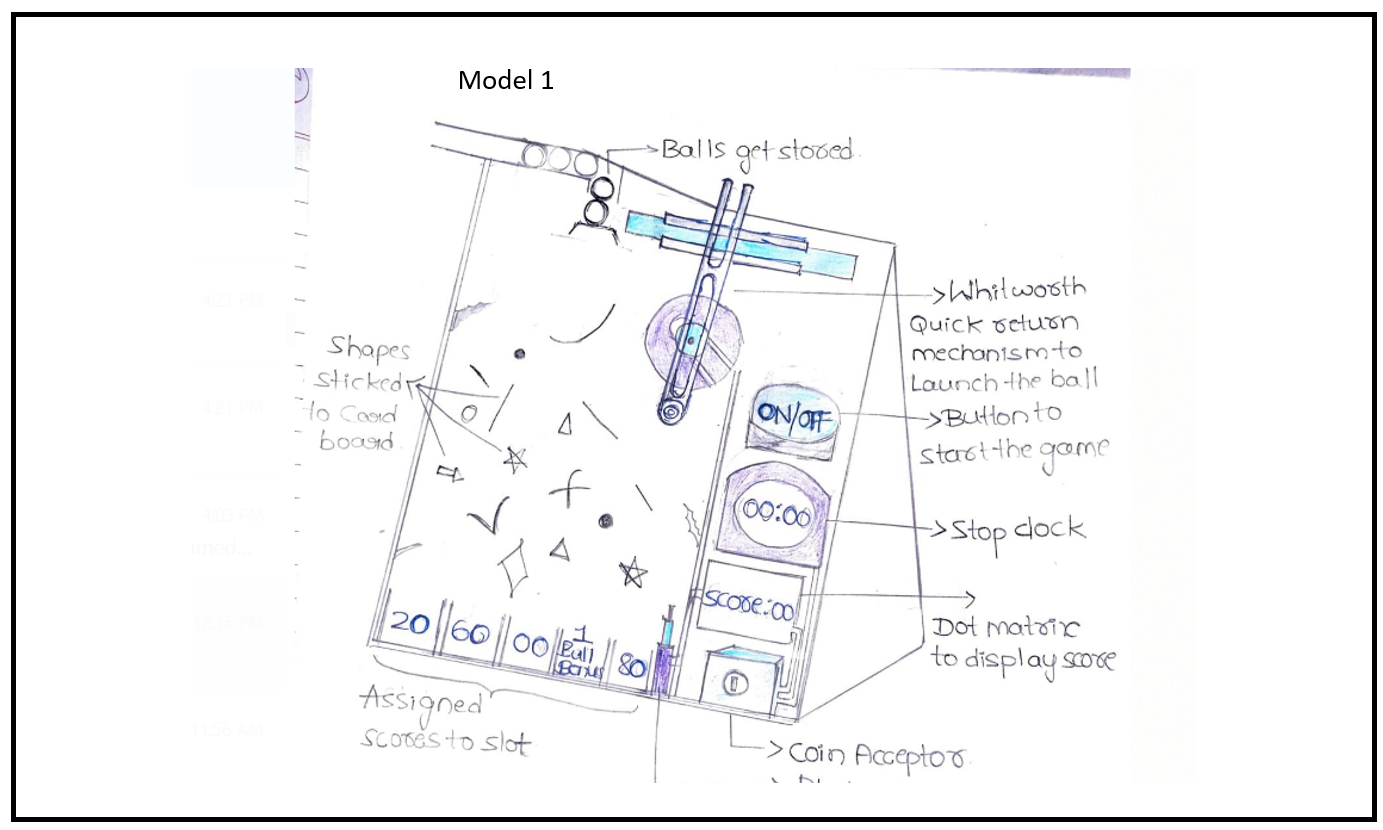 Model 1
Balls get stored.
Whitworth
Quick return
mechanism to
Launch the ball
Shapes
sticked
to Card
board.
ON/OFF
Button to
start the game
00:00
Stop clock
Score:00
Dot matrix
to display score
20
60
00
1
Ball
Bonus
80
Assigned
scores to slot
Coin Acceptor.
4:21 PM
4:21 PM
4:03 PM
med...
12:16 PM
11:56 AM